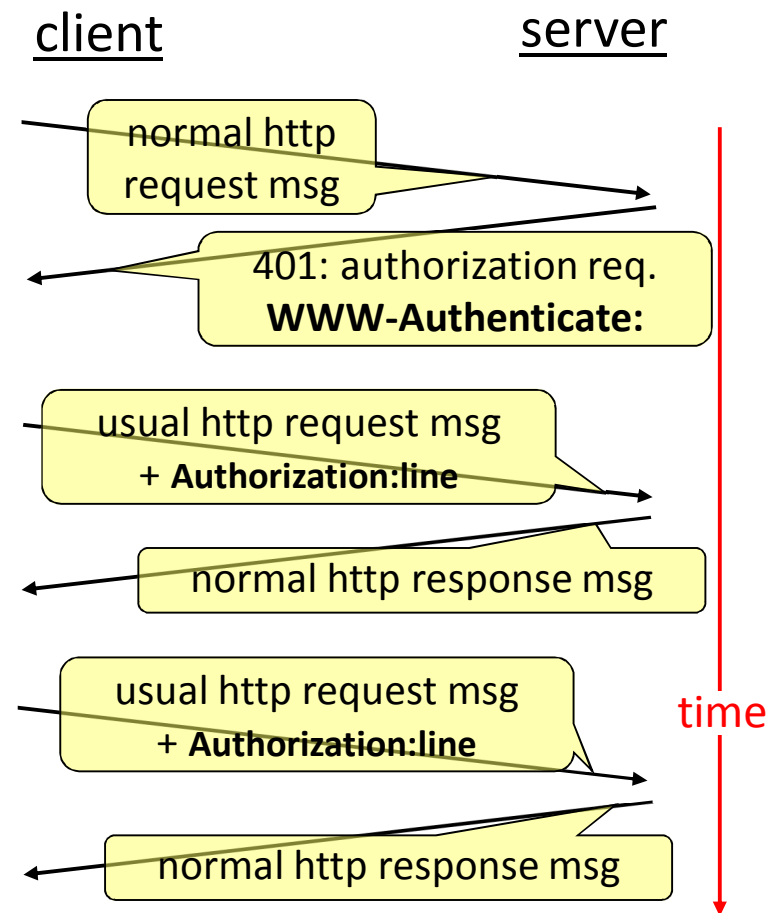 client
server
normal http
request msg
401: authorization req.
WWW-Authenticate:
usual http request msg
+ Authorization:line
normal http response msg
usual http request msg
+ Authorization:line
time
normal http response msg